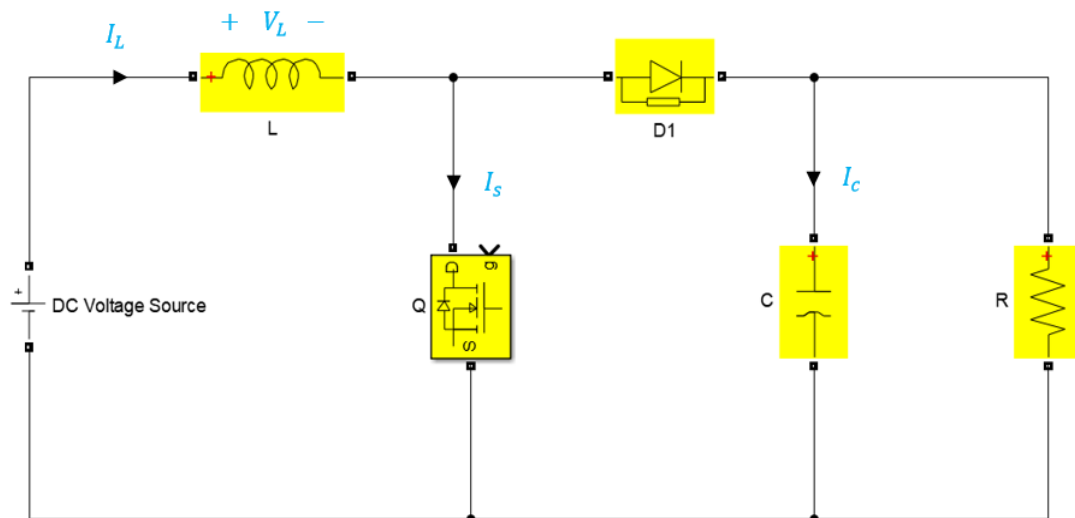 + V_L −
I_L
L
D1
I_s
I_c
+
DC Voltage Source
D
g
Q
S
+
C
+
R
+